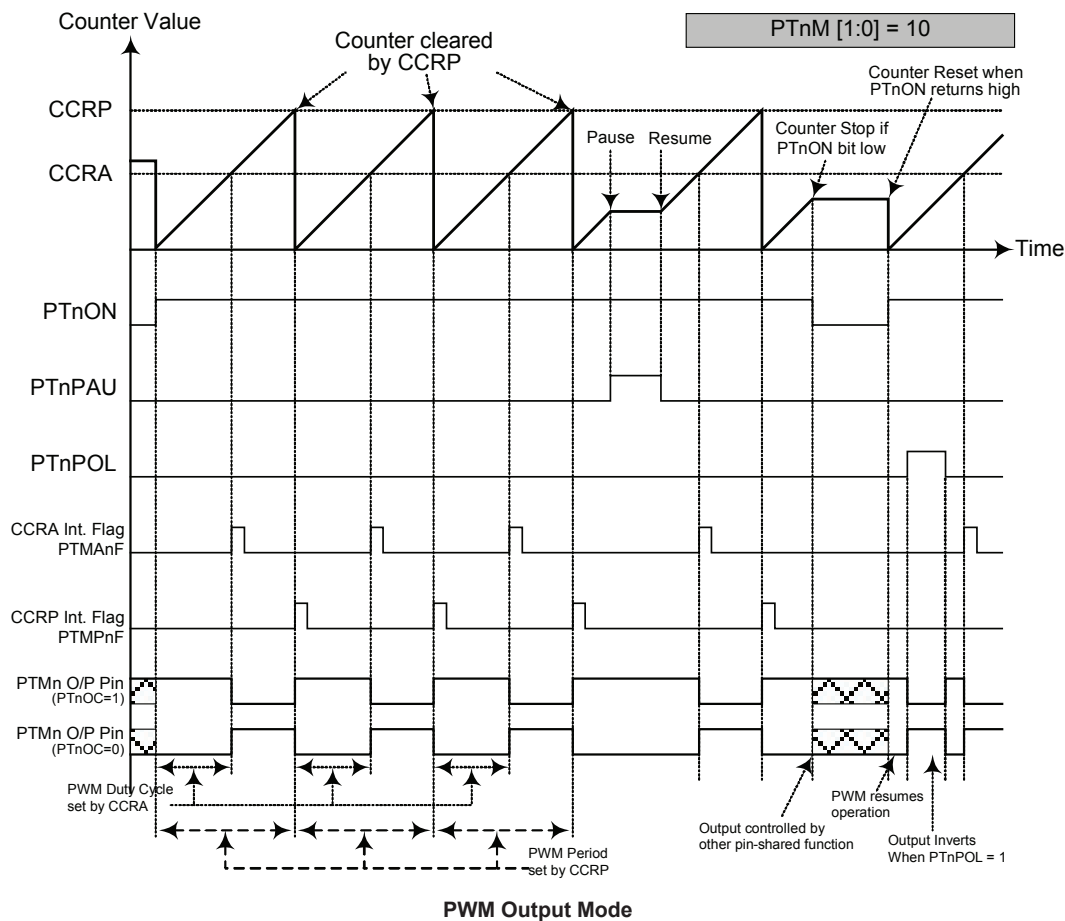 Counter Value
PTnM [1:0] = 10
Counter cleared
by CCRP
Counter Reset when
PTnON returns high
CCRP
Pause
Resume
Counter Stop if
PTnON bit low
CCRA
Time
PTnON
PTnPAU
PTnPOL
CCRA Int. Flag
PTMAnF
CCRP Int. Flag
PTMPnF
PTMn O/P Pin
(PTnOC=1)
PTMn O/P Pin
(PTnOC=0)
PWM Duty Cycle
set by CCRA
PWM resumes
operation
Output controlled by
other pin-shared function
Output Inverts
When PTnPOL = 1
PWM Period
set by CCRP
PWM Output Mode